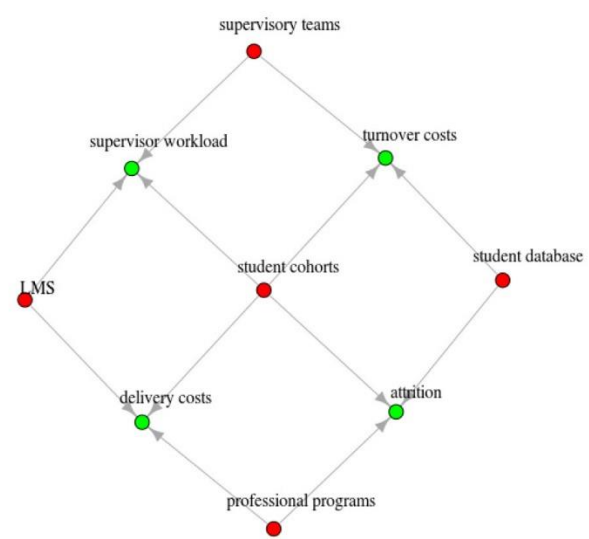 supervisory teams
supervisor workload
turnover costs
student cohorts
student database
LMS
delivery costs
attrition
professional programs